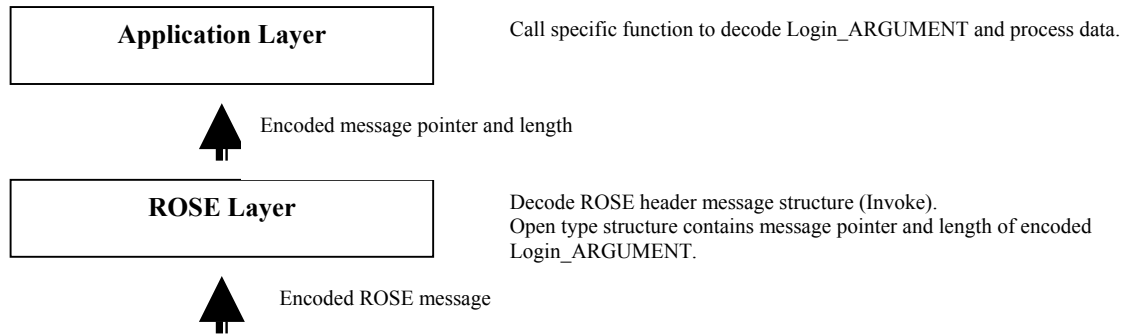 Application Layer
Call specific function to decode Login_ARGUMENT and process data.
Encoded message pointer and length
ROSE Layer
Decode ROSE header message structure (Invoke).
Open type structure contains message pointer and length of encoded
Login_ARGUMENT.
Encoded ROSE message